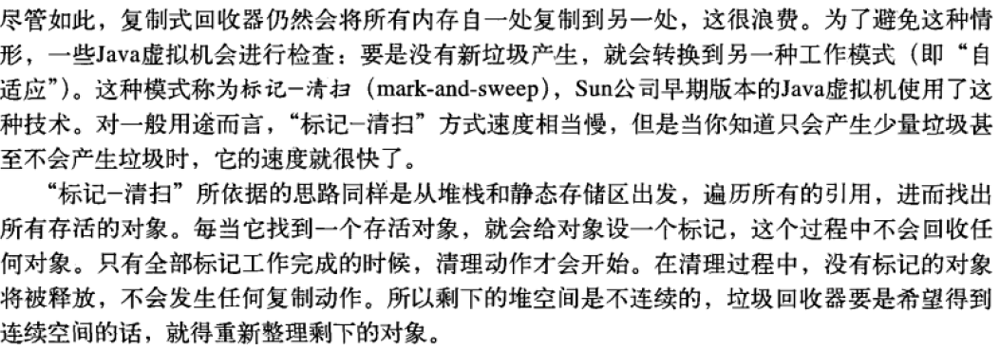 尽管如此，复制式回收器仍然会将所有内存自一处复制到另一处，这很浪费。为了避免这种情
形，一些Java虚拟机会进行检查：要是没有新垃圾产生，就会转换到另一种工作模式（即“自
适应”）。这种模式称为标记–清扫（mark-and-sweep），Sun公司早期版本的Java虚拟机使用了这
种技术。对一般用途而言，“标记–清扫”方式速度相当慢，但是当你知道只会产生少量垃圾甚
至不会产生垃圾时，它的速度就很快了。
“标记–清扫”所依据的思路同样是从堆栈和静态存储区出发，遍历所有的引用，进而找出
所有存活的对象。每当它找到一个存活对象，就会给对象设一个标记，这个过程中不会回收任
何对象。只有全部标记工作完成的时候，清理动作才会开始。在清理过程中，没有标记的对象
将被释放，不会发生任何复制动作。所以剩下的堆空间是不连续的，垃圾回收器要是希望得到
连续空间的话，就得重新整理剩下的对象。